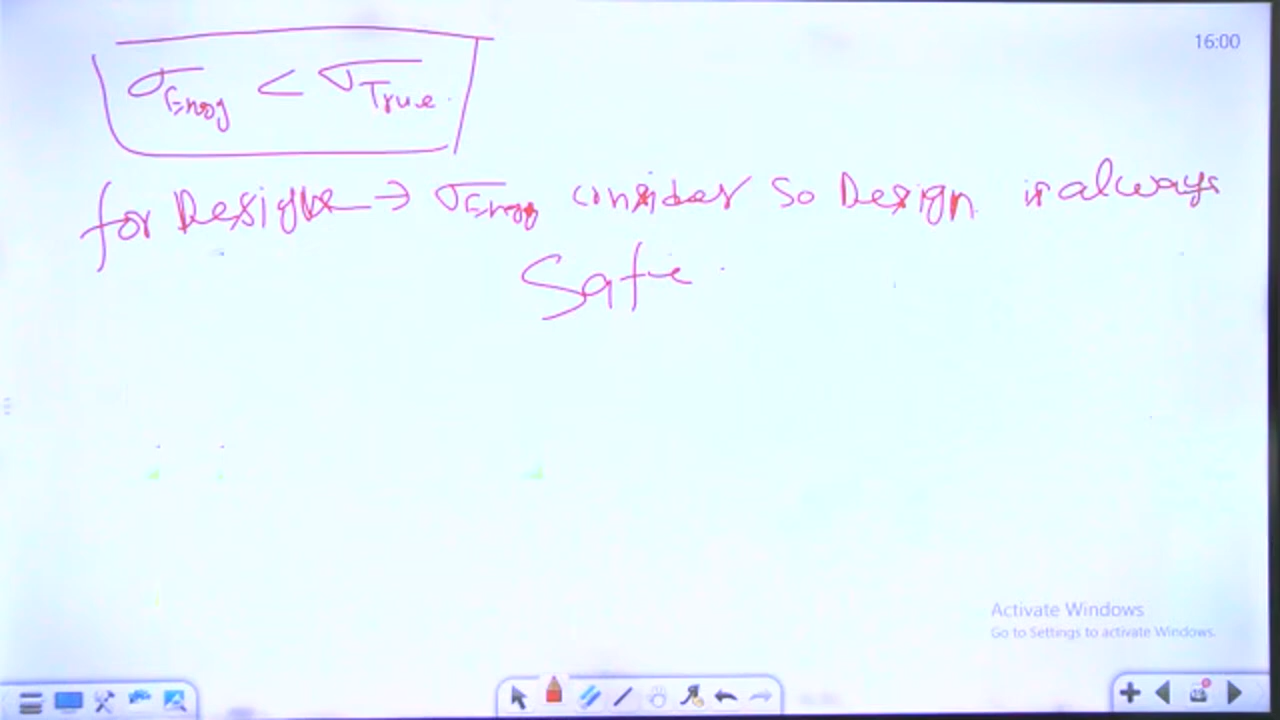 16:00
σEngg < σTrue.
for Design → σEngg consider so Design is always
Safe.
Activate Windows
Go to Settings to activate Windows.